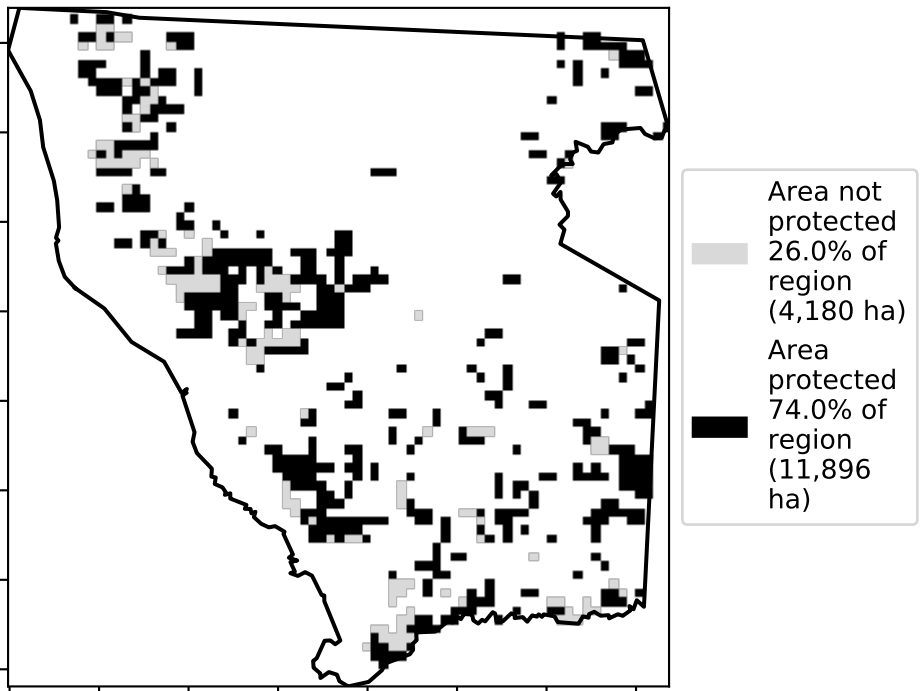 Area not
protected
26.0% of
region
(4,180 ha)
Area
protected
74.0% of
region
(11,896
ha)